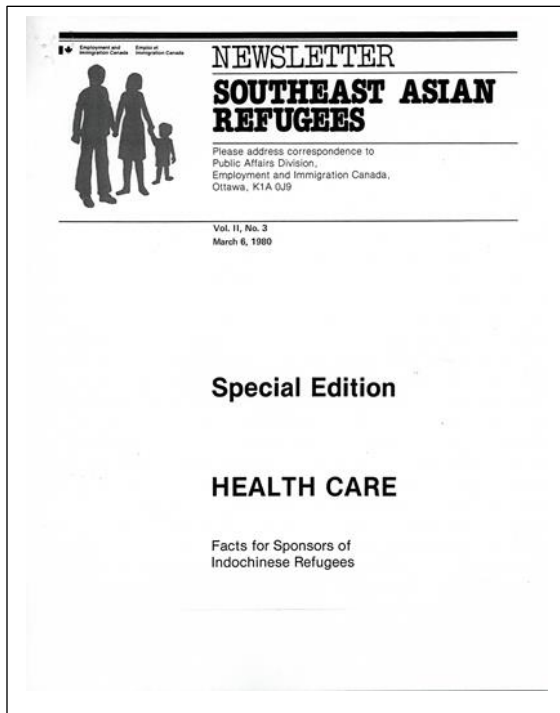 Employment and Immigration Canada
Emploi et Immigration Canada
NEWSLETTER
SOUTHEAST ASIAN
REFUGEES
Please address correspondence to
Public Affairs Division,
Employment and Immigration Canada,
Ottawa, K1A 0J9
Vol. II, No. 3
March 6, 1980
Special Edition
HEALTH CARE
Facts for Sponsors of
Indochinese Refugees